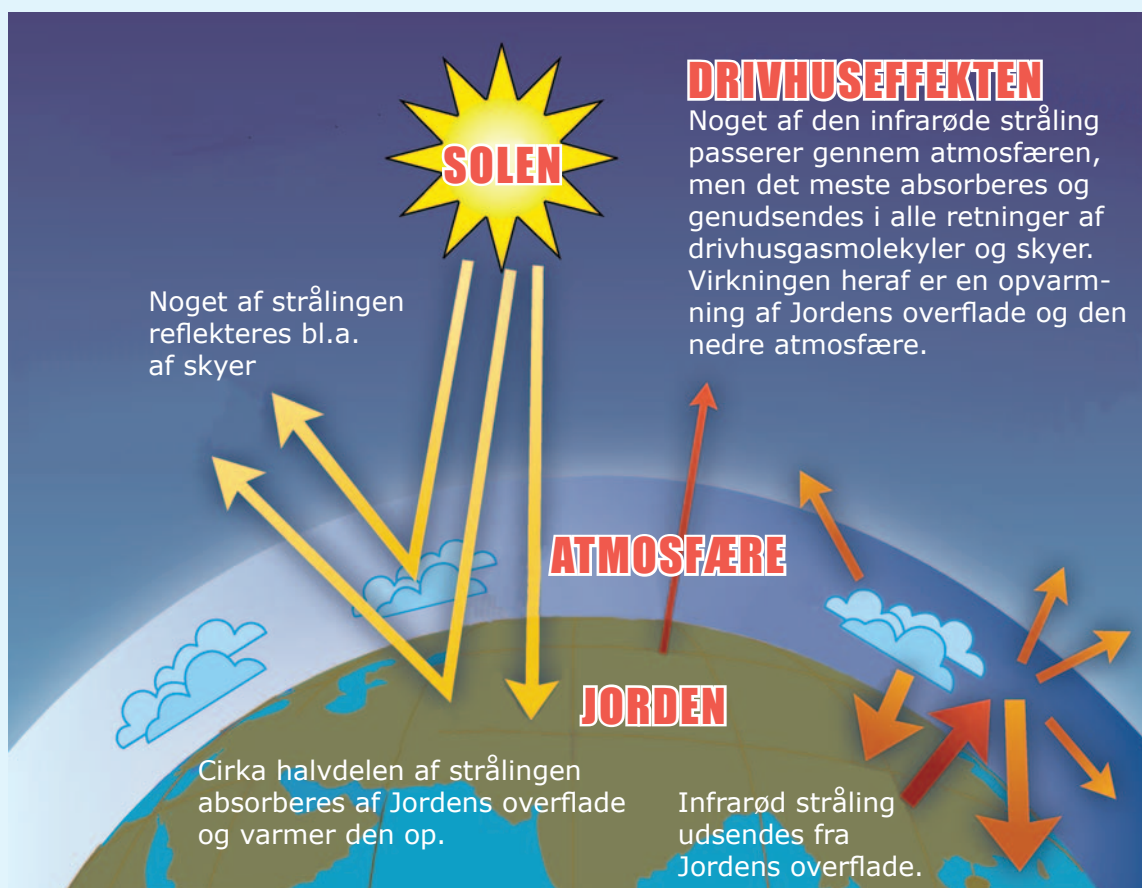 DRIVHUSEFFEKTEN
Noget af den infrarøde stråling
passerer gennem atmosfæren,
men det meste absorberes og
genudsendes i alle retninger af
drivhusgasmolekyler og skyer.
Virkningen heraf er en opvarm-
ning af Jordens overflade og den
nedre atmosfære.
SOLEN
Noget af strålingen
reflekteres bl.a.
af skyer
ATMOSFÆRE
JORDEN
Cirka halvdelen af strålingen
absorberes af Jordens overflade
og varmer den op.
Infrarød stråling
udsendes fra
Jordens overflade.